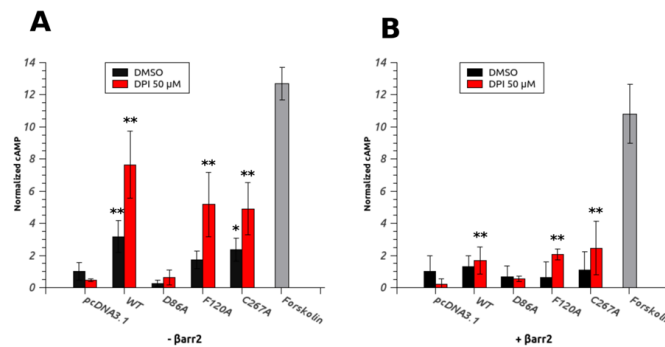 A
14
12
10
8
6
4
2
0
Normalized cAMP
DMSO
DPI 50 μM
**
**
**
*
**
pcDNA3.1
WT
D86A
F120A
C267A
Forskolin
- βarr2
B
14
12
10
8
6
4
2
0
Normalized cAMP
DMSO
DPI 50 μM
**
**
**
pcDNA3.1
WT
D86A
F120A
C267A
Forskolin
+ βarr2